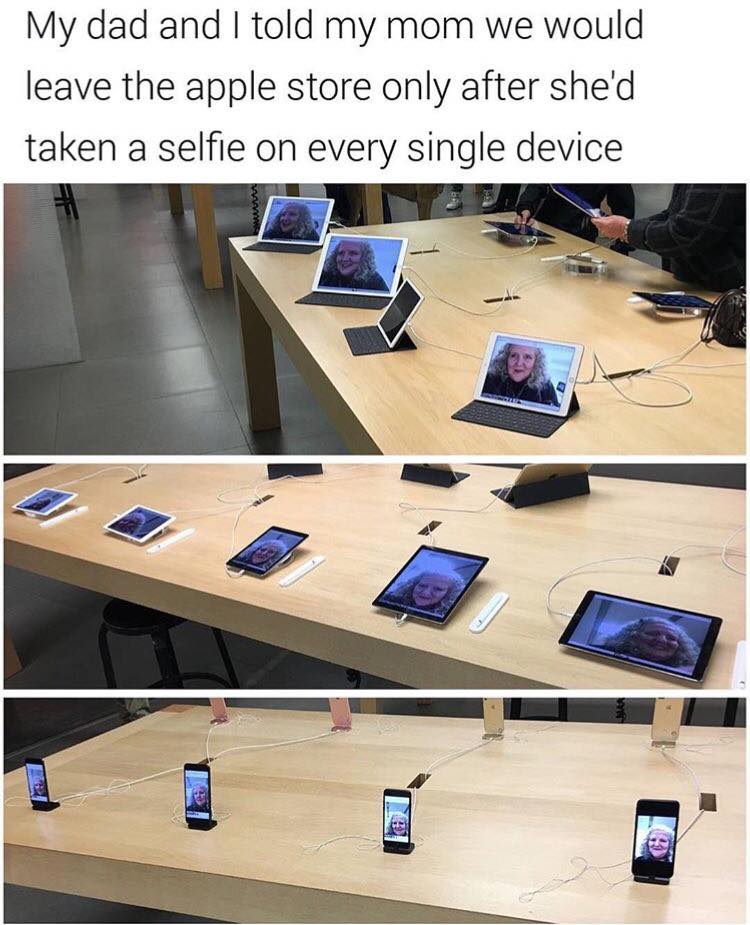 My dad and I told my mom we would
leave the apple store only after she'd
taken a selfie on every single device